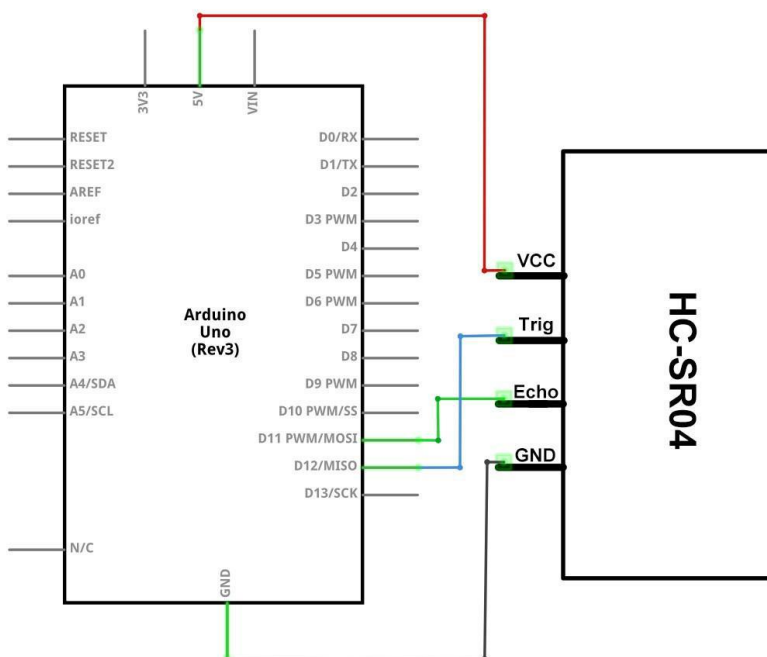 3V3
5V
VIN
RESET
RESET2
AREF
ioref
A0
A1
A2
A3
A4/SDA
A5/SCL
N/C
Arduino
Uno
(Rev3)
D0/RX
D1/TX
D2
D3 PWM
D4
D5 PWM
D6 PWM
D7
D8
D9 PWM
D10 PWM/SS
D11 PWM/MOSI
D12/MISO
D13/SCK
GND
VCC
Trig
Echo
GND
HC-SR04